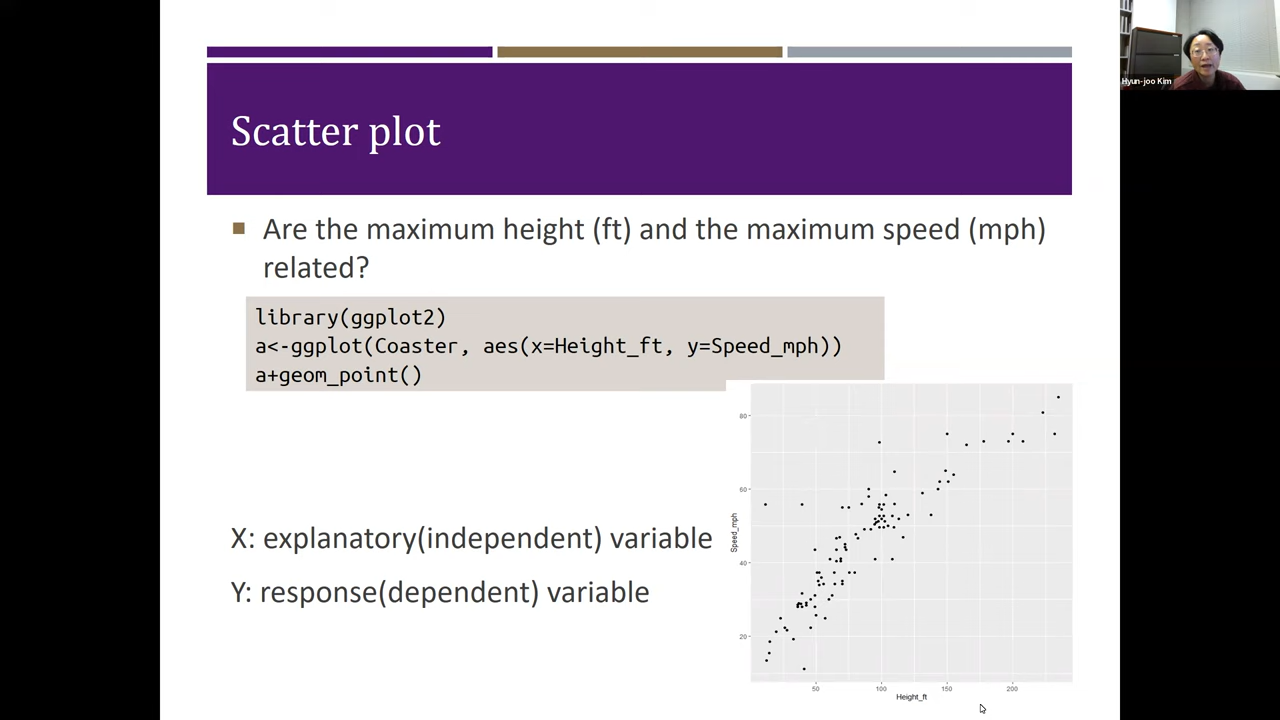 Hyun-joo Kim
Scatter plot
Are the maximum height (ft) and the maximum speed (mph)
related?
library(ggplot2)
a<-ggplot(Coaster, aes(x=Height_ft, y=Speed_mph))
a+geom_point()
X: explanatory(independent) variable
Y: response(dependent) variable
80
60
40
20
Speed_mph
50 100 150 200
Height_ft